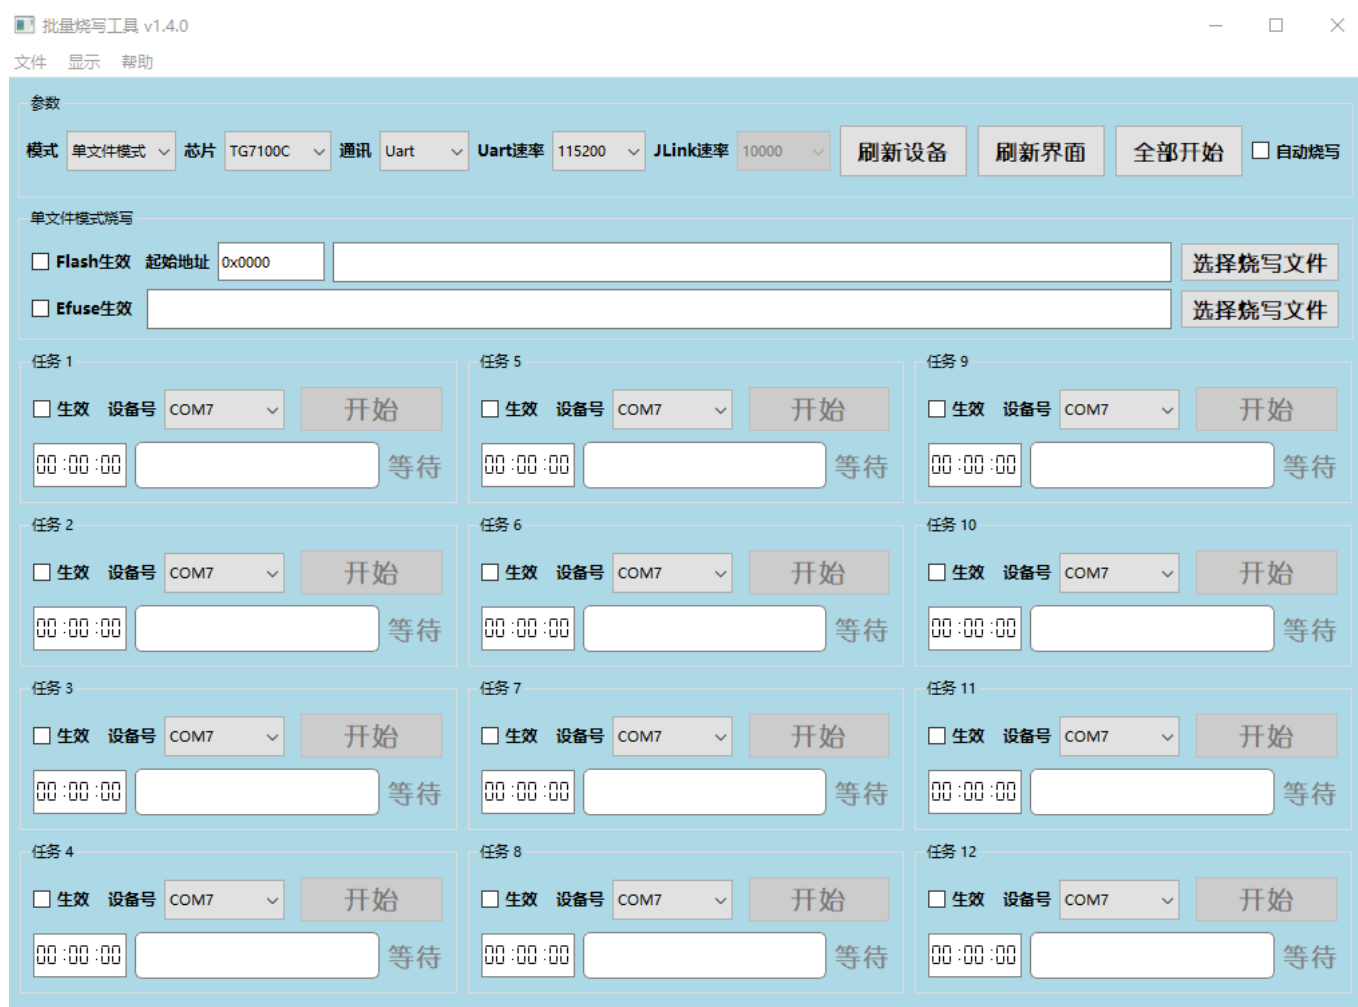 批量烧写工具 v1.4.0
文件 显示 帮助
参数
模式 单文件模式 芯片 TG7100C 通讯 Uart Uart速率 115200 JLink速率 10000 刷新设备 刷新界面 全部开始 自动烧写
单文件模式烧写
Flash生效 起始地址 0x0000 选择烧写文件
Efuse生效 选择烧写文件
任务 1 任务 5 任务 9
生效 设备号 COM7 开始 生效 设备号 COM7 开始 生效 设备号 COM7 开始
00:00:00 等待 00:00:00 等待 00:00:00 等待
任务 2 任务 6 任务 10
生效 设备号 COM7 开始 生效 设备号 COM7 开始 生效 设备号 COM7 开始
00:00:00 等待 00:00:00 等待 00:00:00 等待
任务 3 任务 7 任务 11
生效 设备号 COM7 开始 生效 设备号 COM7 开始 生效 设备号 COM7 开始
00:00:00 等待 00:00:00 等待 00:00:00 等待
任务 4 任务 8 任务 12
生效 设备号 COM7 开始 生效 设备号 COM7 开始 生效 设备号 COM7 开始
00:00:00 等待 00:00:00 等待 00:00:00 等待